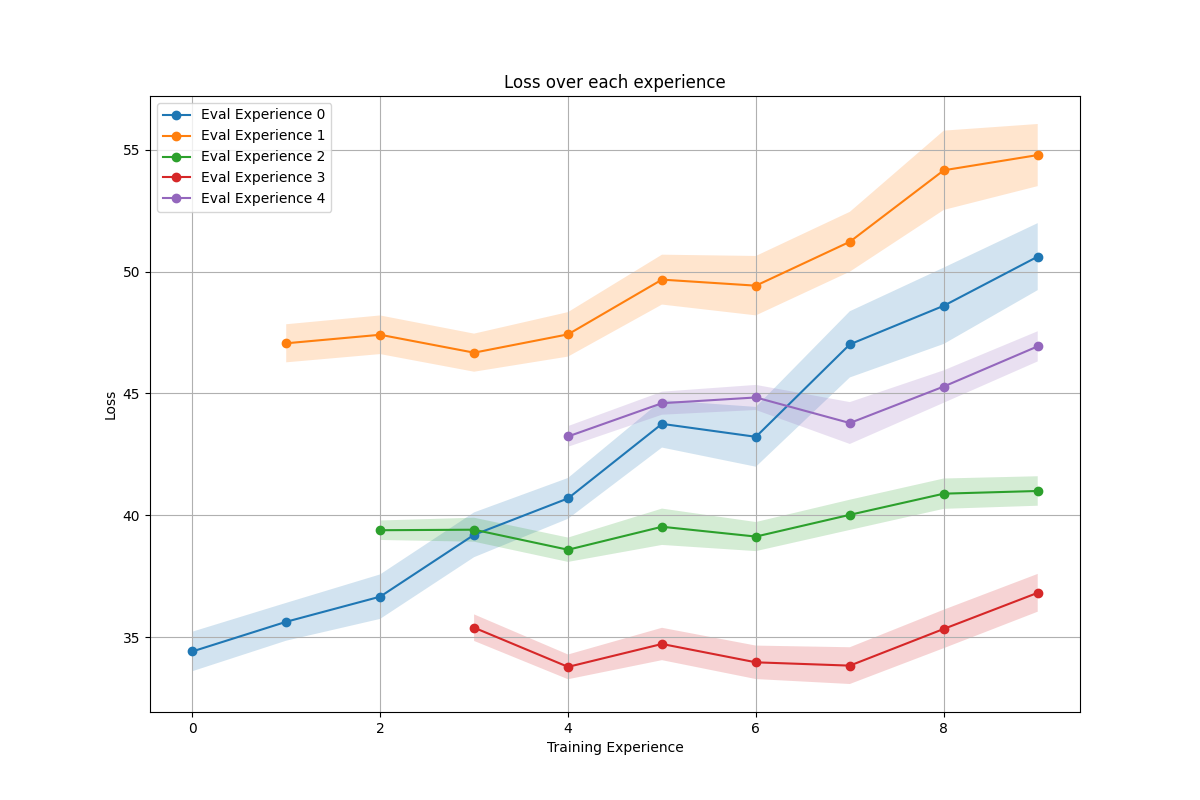 Loss over each experience
Eval Experience 0
Eval Experience 1
Eval Experience 2
Eval Experience 3
Eval Experience 4
55
50
45
40
35
Loss
0 2 4 6 8
Training Experience